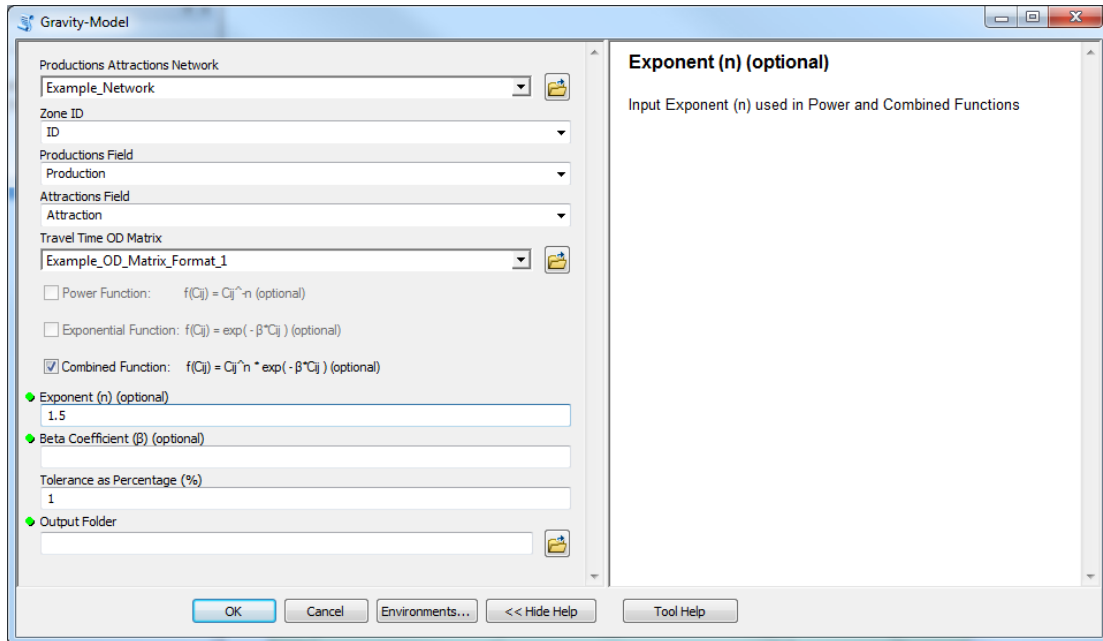 Gravity-Model
Productions Attractions Network
Example_Network
Zone ID
ID
Productions Field
Production
Attractions Field
Attraction
Travel Time OD Matrix
Example_OD_Matrix_Format_1
Power Function: f(Cij) = Cij^-n (optional)
Exponential Function: f(Cij) = exp( - β*Cij ) (optional)
Combined Function: f(Cij) = Cij^n * exp( - β*Cij ) (optional)
Exponent (n) (optional)
1.5
Beta Coefficient (β) (optional)
Tolerance as Percentage (%)
1
Output Folder
Exponent (n) (optional)
Input Exponent (n) used in Power and Combined Functions
OK Cancel Environments... << Hide Help Tool Help